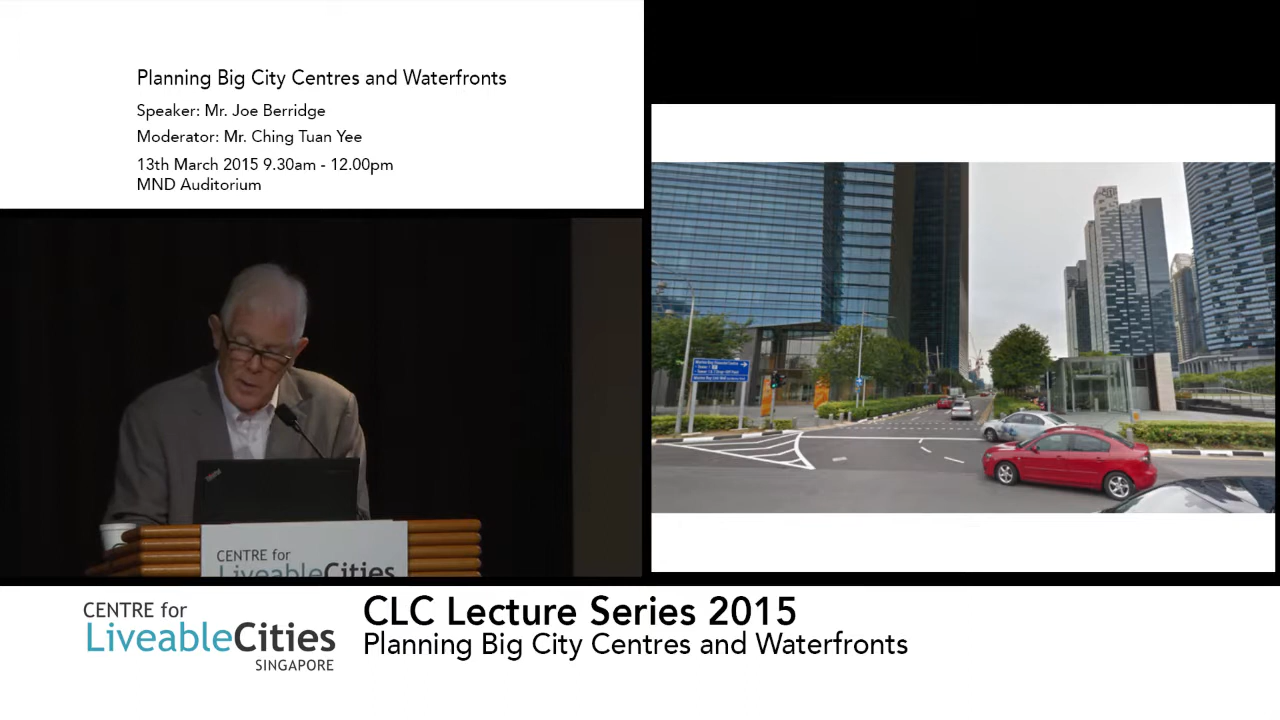 Planning Big City Centres and Waterfronts
Speaker: Mr. Joe Berridge
Moderator: Mr. Ching Tuan Yee
13th March 2015 9.30am - 12.00pm
MND Auditorium
CENTRE for
LiveableCities
CENTRE for
LiveableCities
SINGAPORE
CLC Lecture Series 2015
Planning Big City Centres and Waterfronts